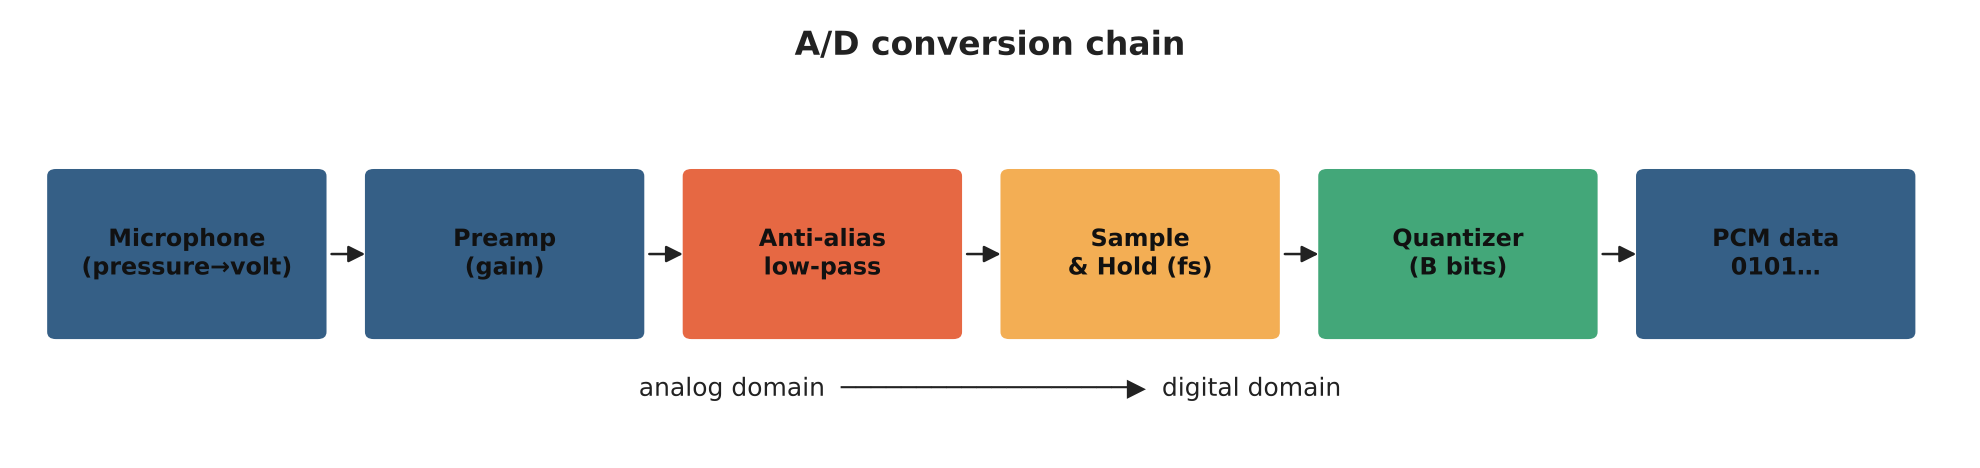 A/D conversion chain
Microphone
(pressure→volt)
Preamp
(gain)
Anti-alias
low-pass
Sample
& Hold (fs)
Quantizer
(B bits)
PCM data
0101…
analog domain ⟶ digital domain